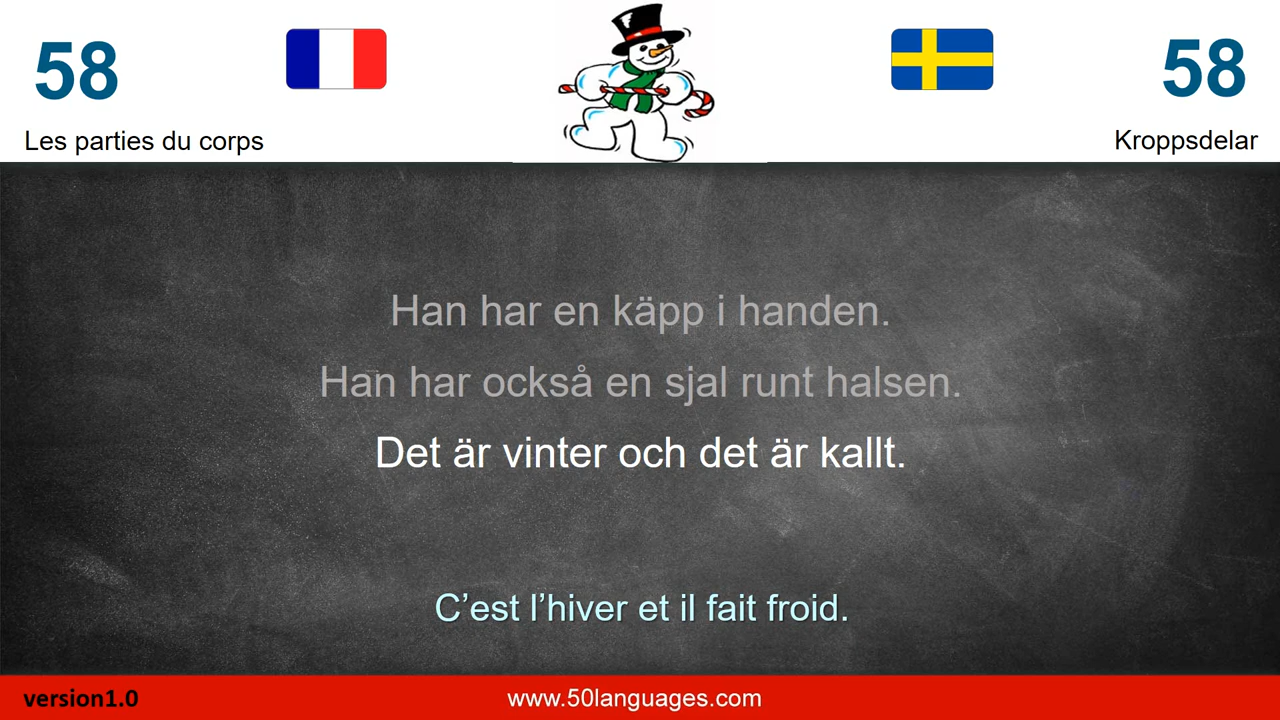 58
58
Les parties du corps
Kroppsdelar
Han har en käpp i handen.
Han har också en sjal runt halsen.
Det är vinter och det är kallt.
C’est l’hiver et il fait froid.
version1.0
www.50languages.com